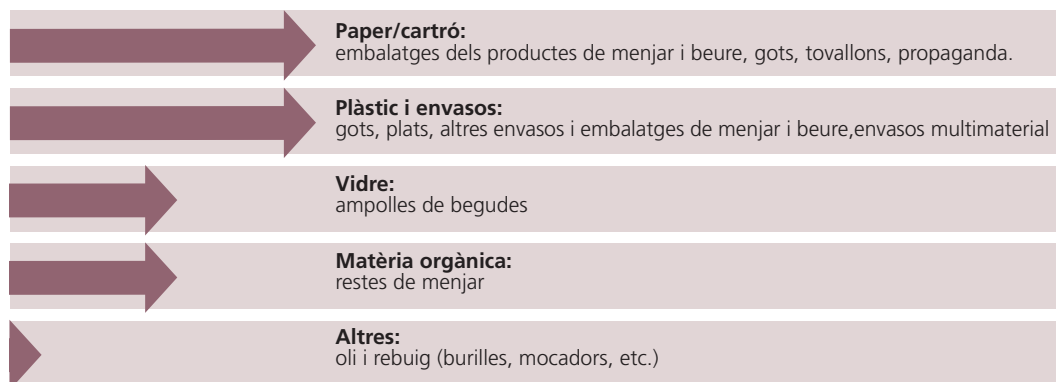 Paper/cartró:
embalatges dels productes de menjar i beure, gots, tovallons, propaganda.
Plàstic i envasos:
gots, plats, altres envasos i embalatges de menjar i beure,envasos multimaterial
Vidre:
ampolles de begudes
Matèria orgànica:
restes de menjar
Altres:
oli i rebuig (burilles, mocadors, etc.)